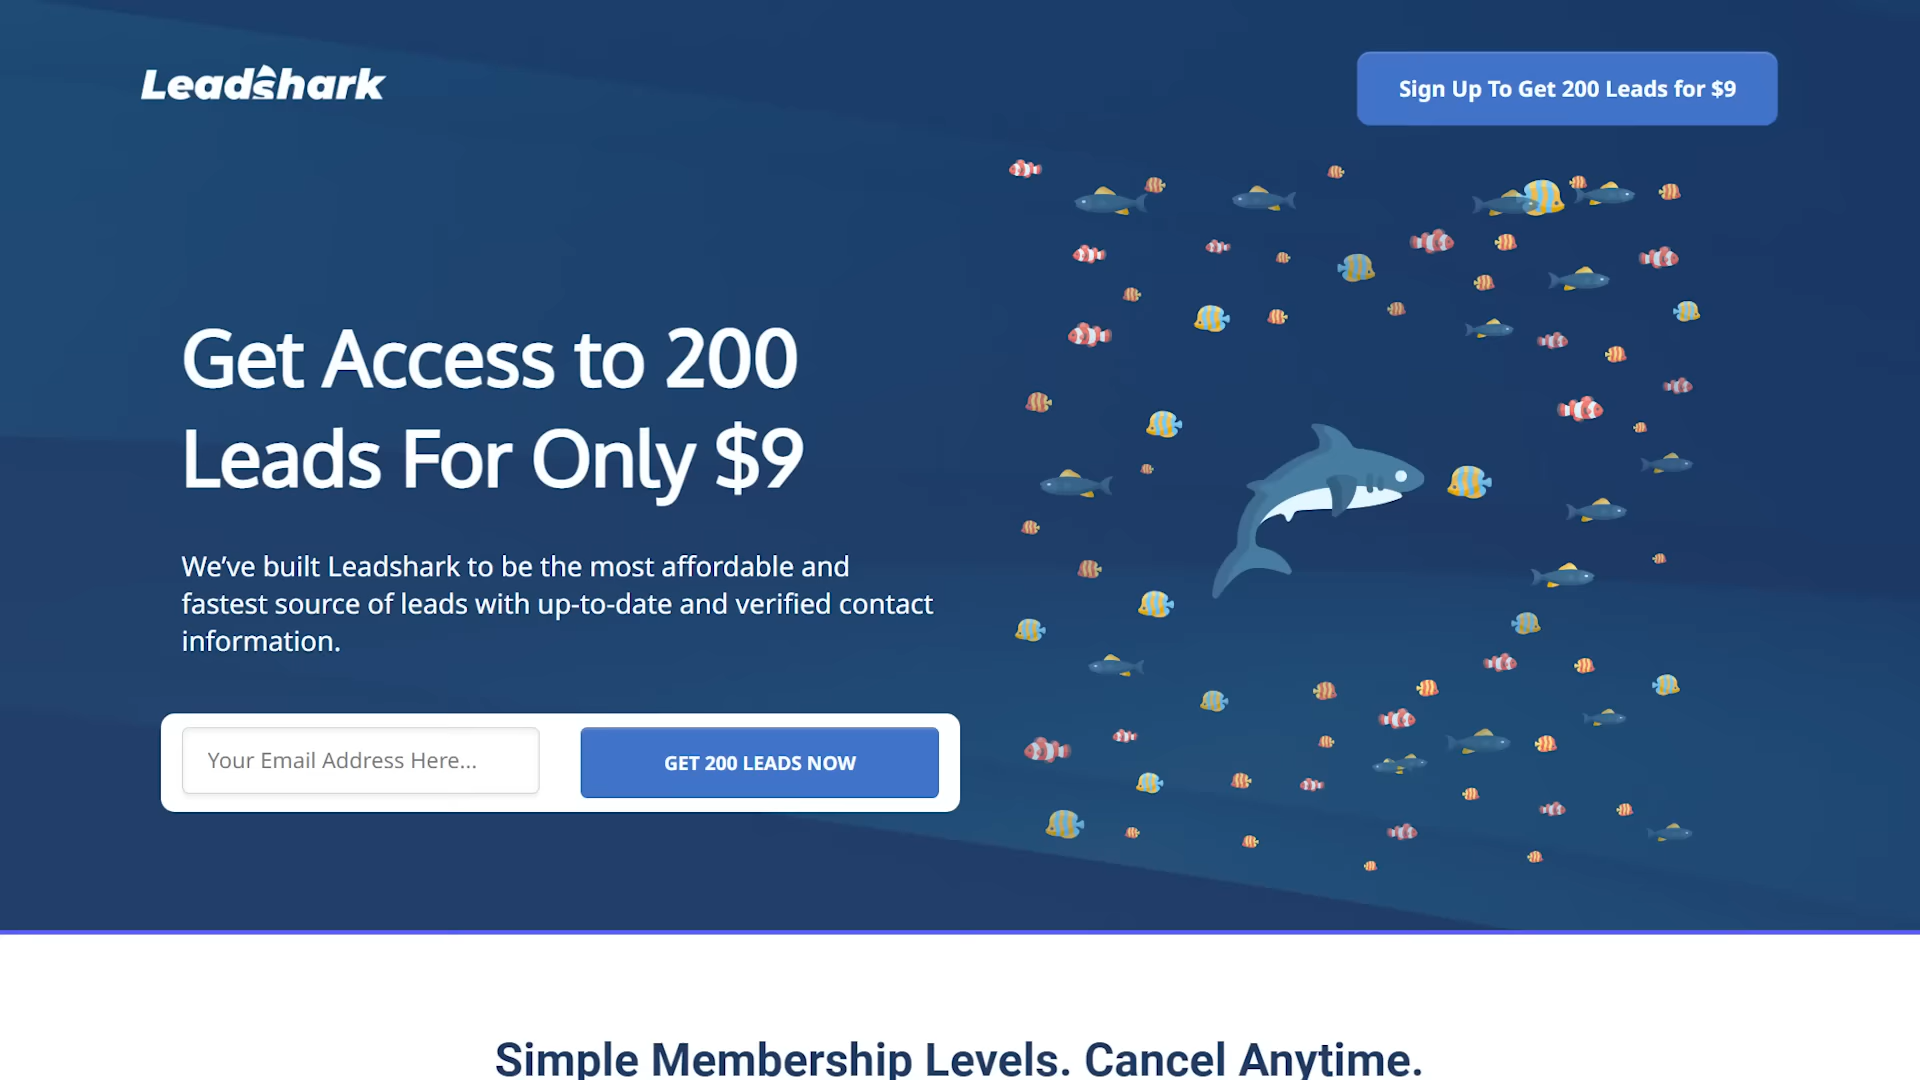 Leadshark
Sign Up To Get 200 Leads for $9
Get Access to 200
Leads For Only $9
We’ve built Leadshark to be the most affordable and
fastest source of leads with up-to-date and verified contact
information.
Your Email Address Here...
GET 200 LEADS NOW
Simple Membership Levels. Cancel Anytime.